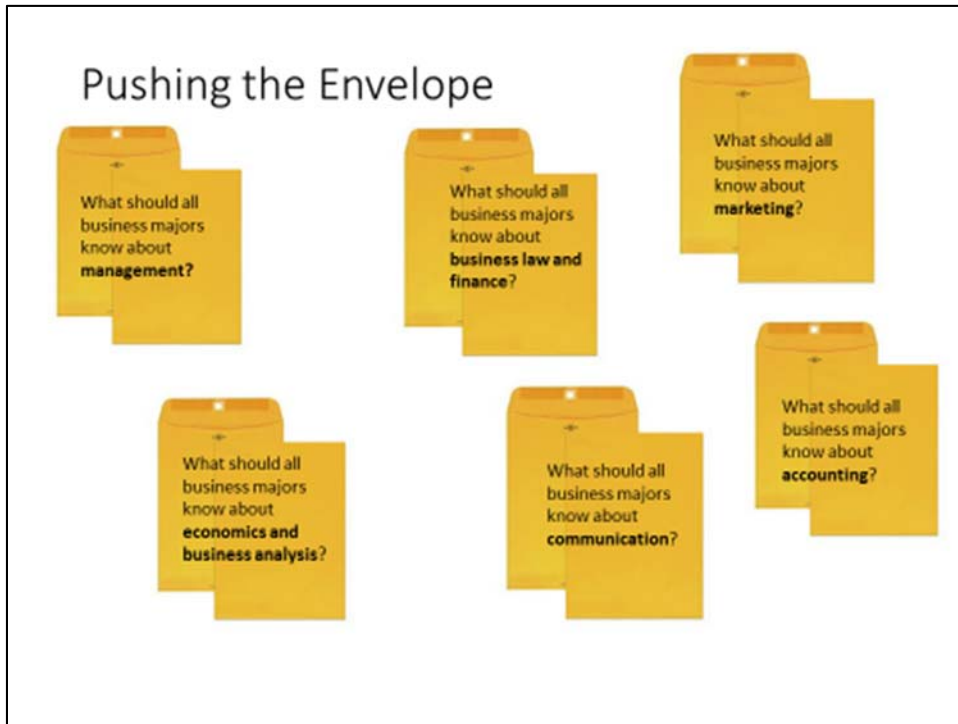 Pushing the Envelope
What should all
business majors
know about
management?
What should all
business majors
know about
business law and
finance?
What should all
business majors
know about
marketing?
What should all
business majors
know about
economics and
business analysis?
What should all
business majors
know about
communication?
What should all
business majors
know about
accounting?